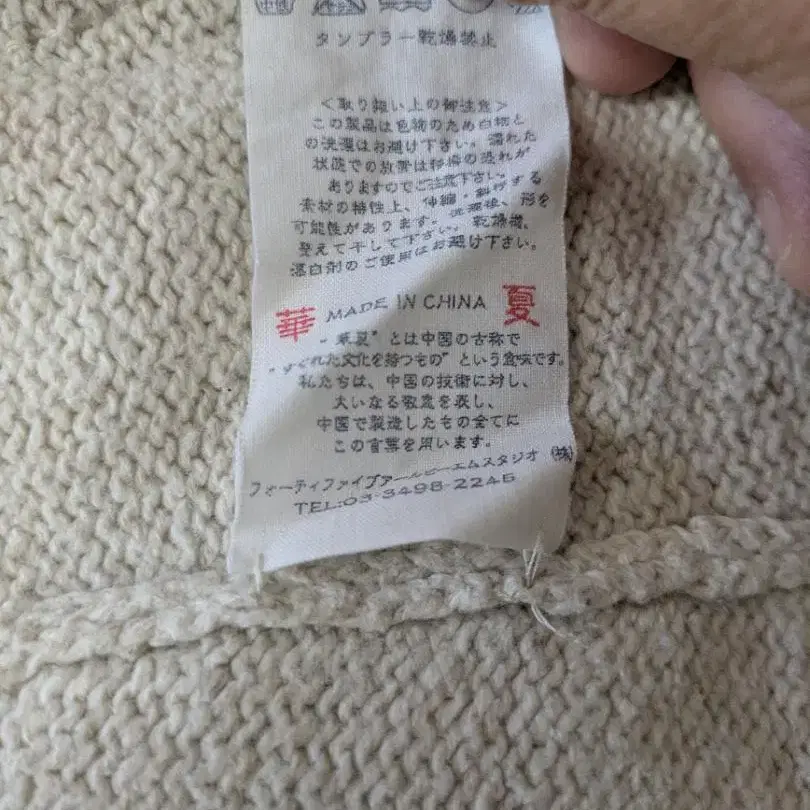 タンブラー乾燥禁止
＜取り扱い上の御注意＞
この製品は色物のため白物と
の洗濯はお避け下さい。濡れた
状態での放置は移染の恐れが
ありますのでご注意下さい。
素材の特性上、伸縮・斜行する
可能性があります。洗濯後、形を
整えて干して下さい。乾燥機、
漂白剤のご使用はお避け下さい。
華 MADE IN CHINA 夏
"華夏"とは中国の古称で
"すぐれた文化を持つもの"という意味です。
私たちは、中国の技術に対し、
大いなる敬意を表し、
中国で製造したもの全てに
この言葉を用います。
フォーティファイブアールピーエムスタジオ（株）
TEL:03-3498-2245